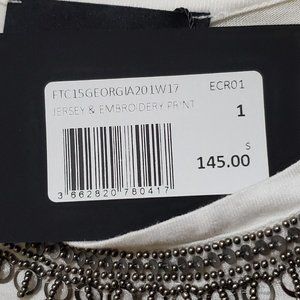 FTC15GEORGIA201W17 ECR01
JERSEY & EMBROIDERY PRINT 1
S
145.00
3 662820 780417